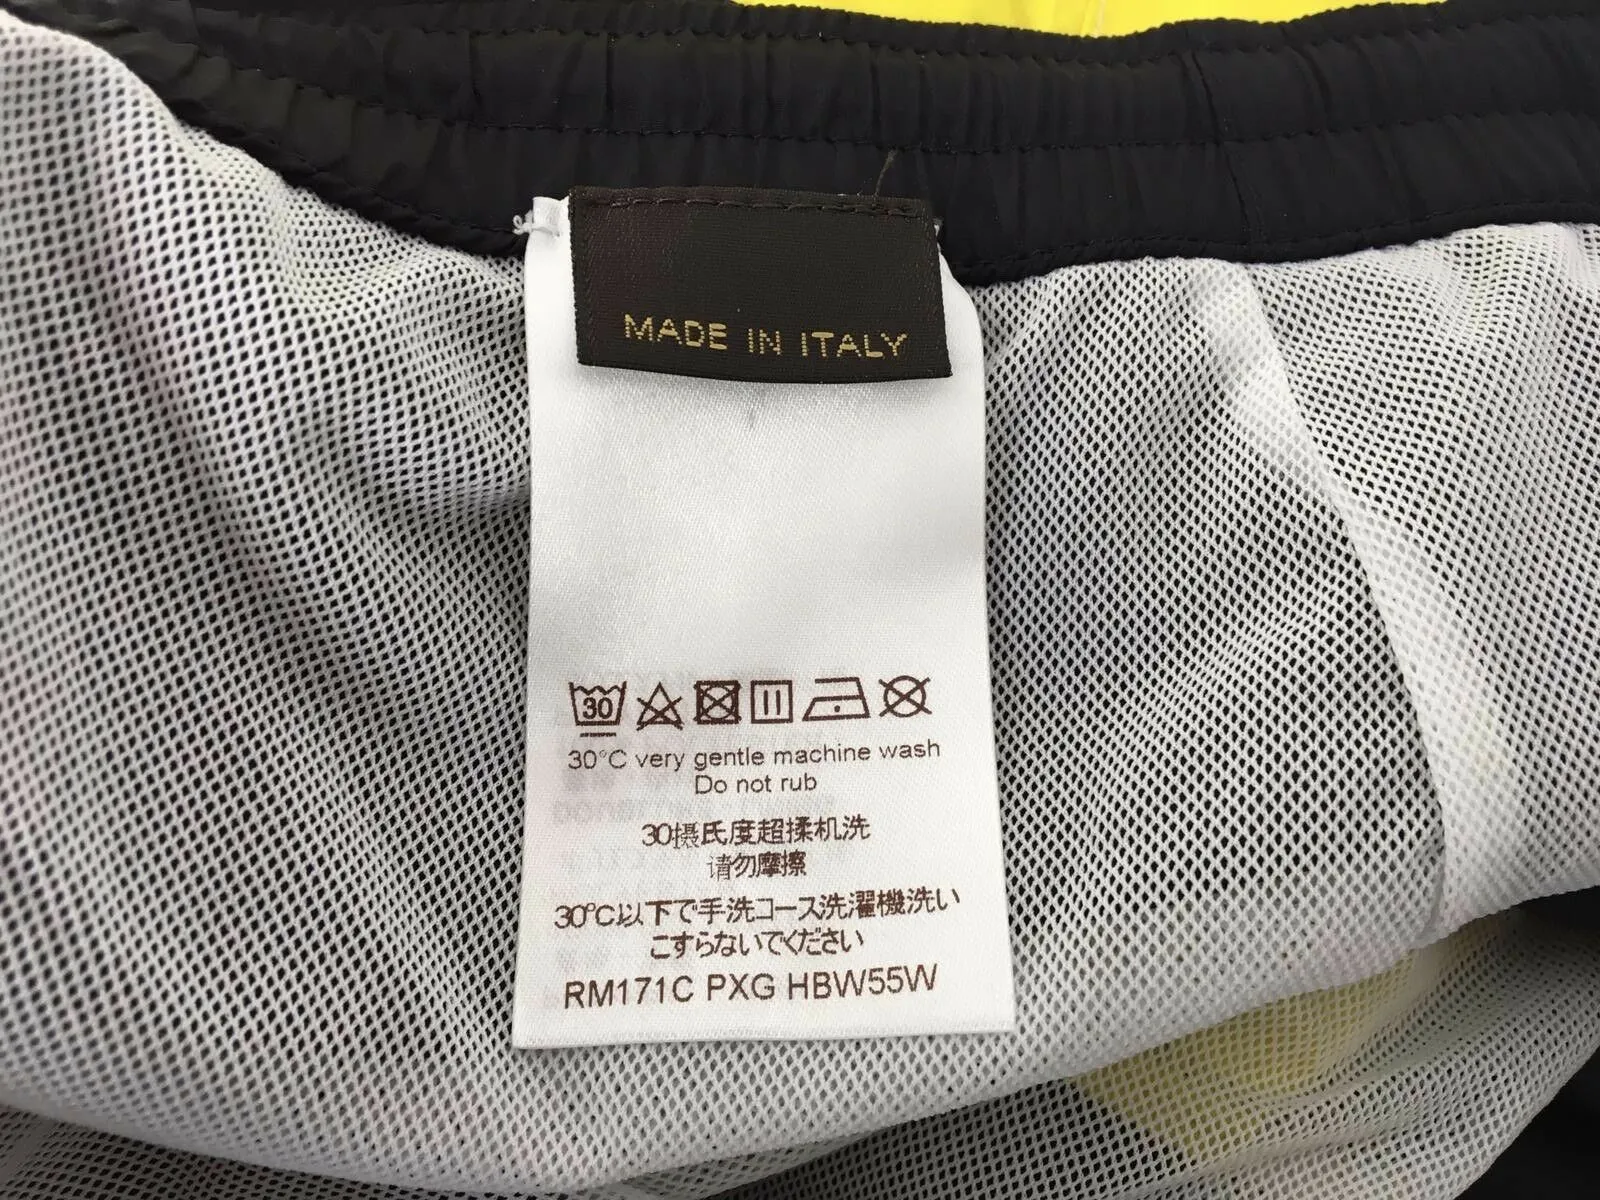 MADE IN ITALY
30
30°C very gentle machine wash
Do not rub
30摄氏度超揉机洗
请勿摩擦
30°C以下で手洗コース洗濯機洗い
こすらないでください
RM171C PXG HBW55W